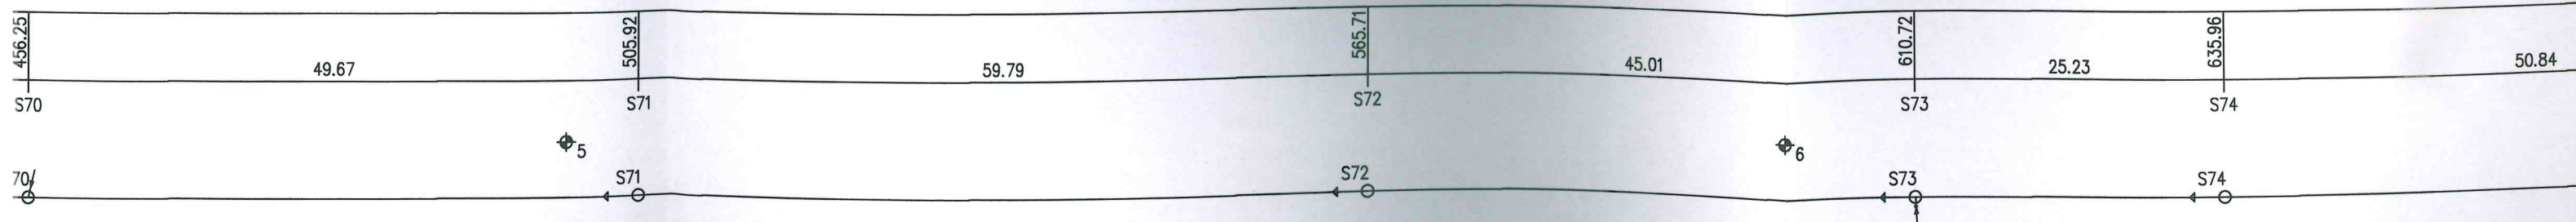 456.25 505.92 565.71 610.72 635.96
49.67 59.79 45.01 25.23 50.84
S70 S71 S72 S73 S74
5 6
70/ S71 S72 S73 S74